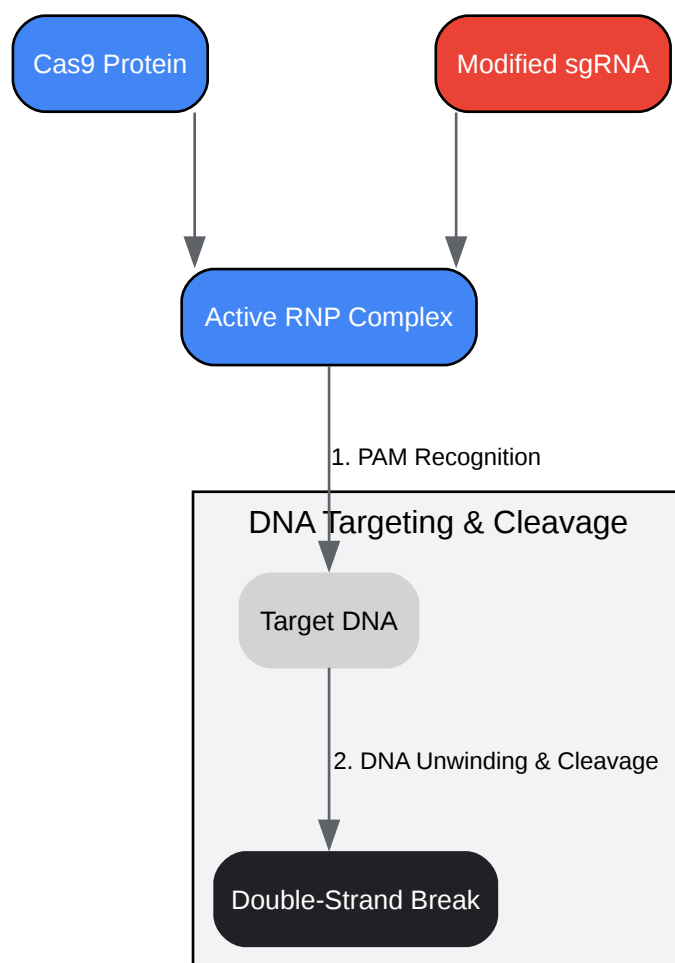 Cas9 Protein
Modified sgRNA
Active RNP Complex
1. PAM Recognition
DNA Targeting & Cleavage
Target DNA
2. DNA Unwinding & Cleavage
Double-Strand Break